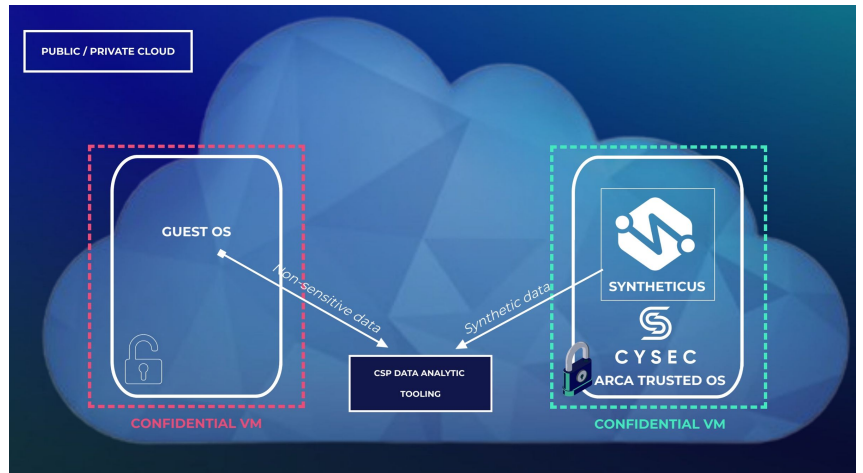 PUBLIC / PRIVATE CLOUD
GUEST OS
Non-sensitive data
Synthetic data
SYNTHETICUS
CYSEC
ARCA TRUSTED OS
CSP DATA ANALYTIC
TOOLING
CONFIDENTIAL VM
CONFIDENTIAL VM